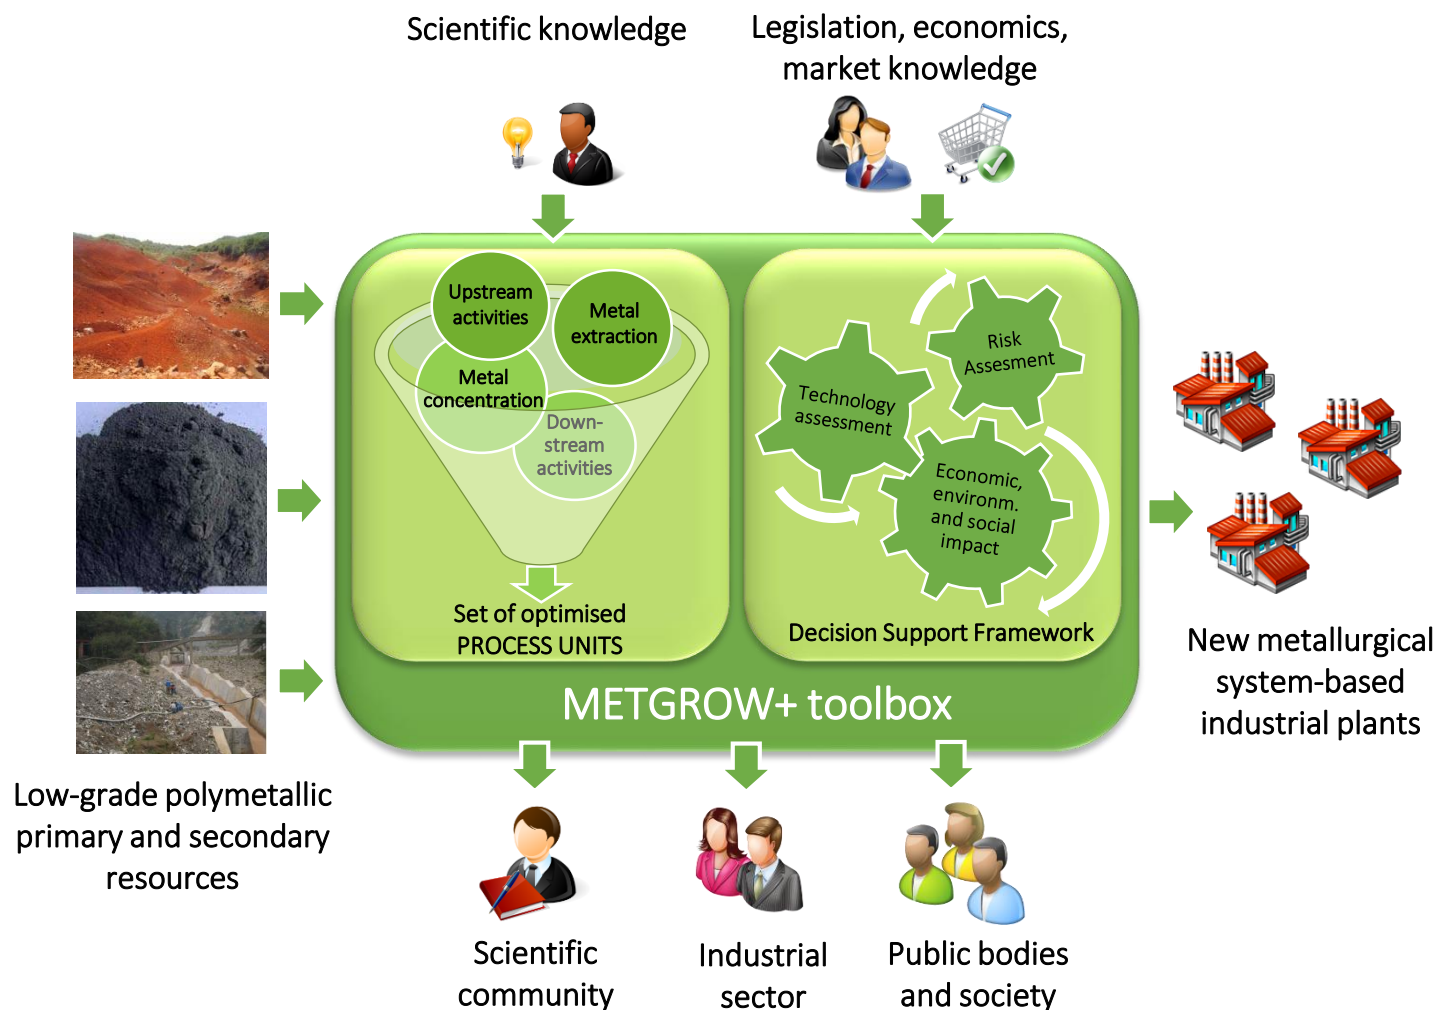 Scientific knowledge
Legislation, economics,
market knowledge
Upstream
activities
Metal
extraction
Metal
concentration
Down-
stream
activities
Set of optimised
PROCESS UNITS
Risk
Assesment
Technology
assessment
Economic,
environm.
and social
impact
Decision Support Framework
METGROW+ toolbox
Low-grade polymetallic
primary and secondary
resources
New metallurgical
system-based
industrial plants
Scientific
community
Industrial
sector
Public bodies
and society